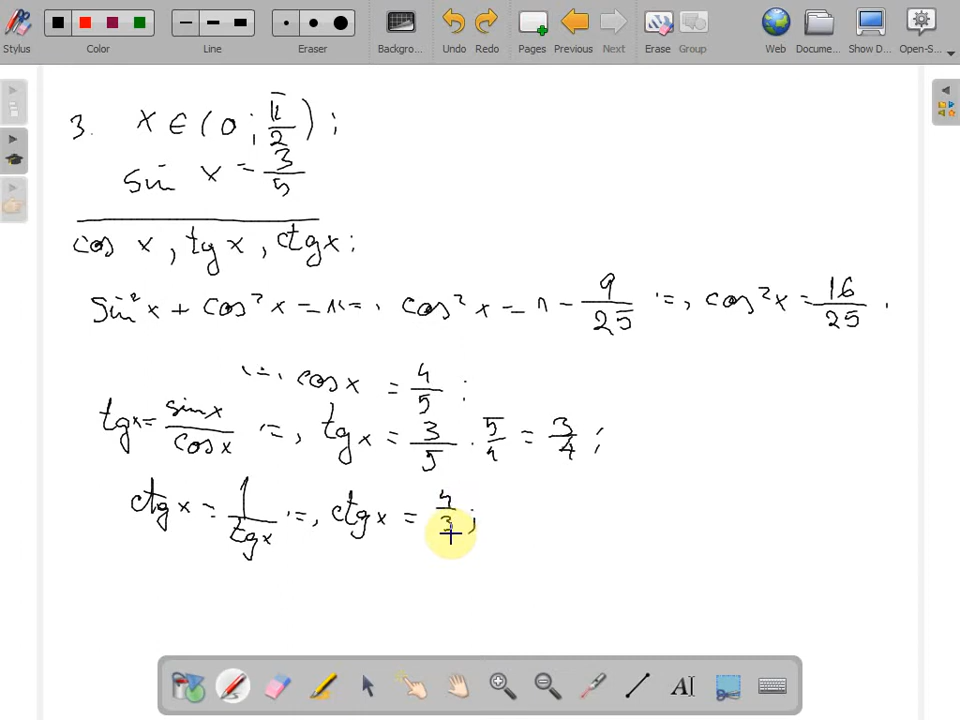 Stylus Color Line Eraser Backgro... Undo Redo Pages Previous Next Erase Group Web Docume... Show D... Open-S...
3. x ∈ (0; π/2);
sin x = 3/5
cos x, tg x, ctg x;
sin²x + cos²x = 1 => cos²x = 1 - 9/25 => cos²x = 16/25
=> cos x = 4/5;
tg x = sin x/cos x => tg x = 3/5 · 5/4 = 3/4;
ctg x = 1/tg x => ctg x = 4/3;